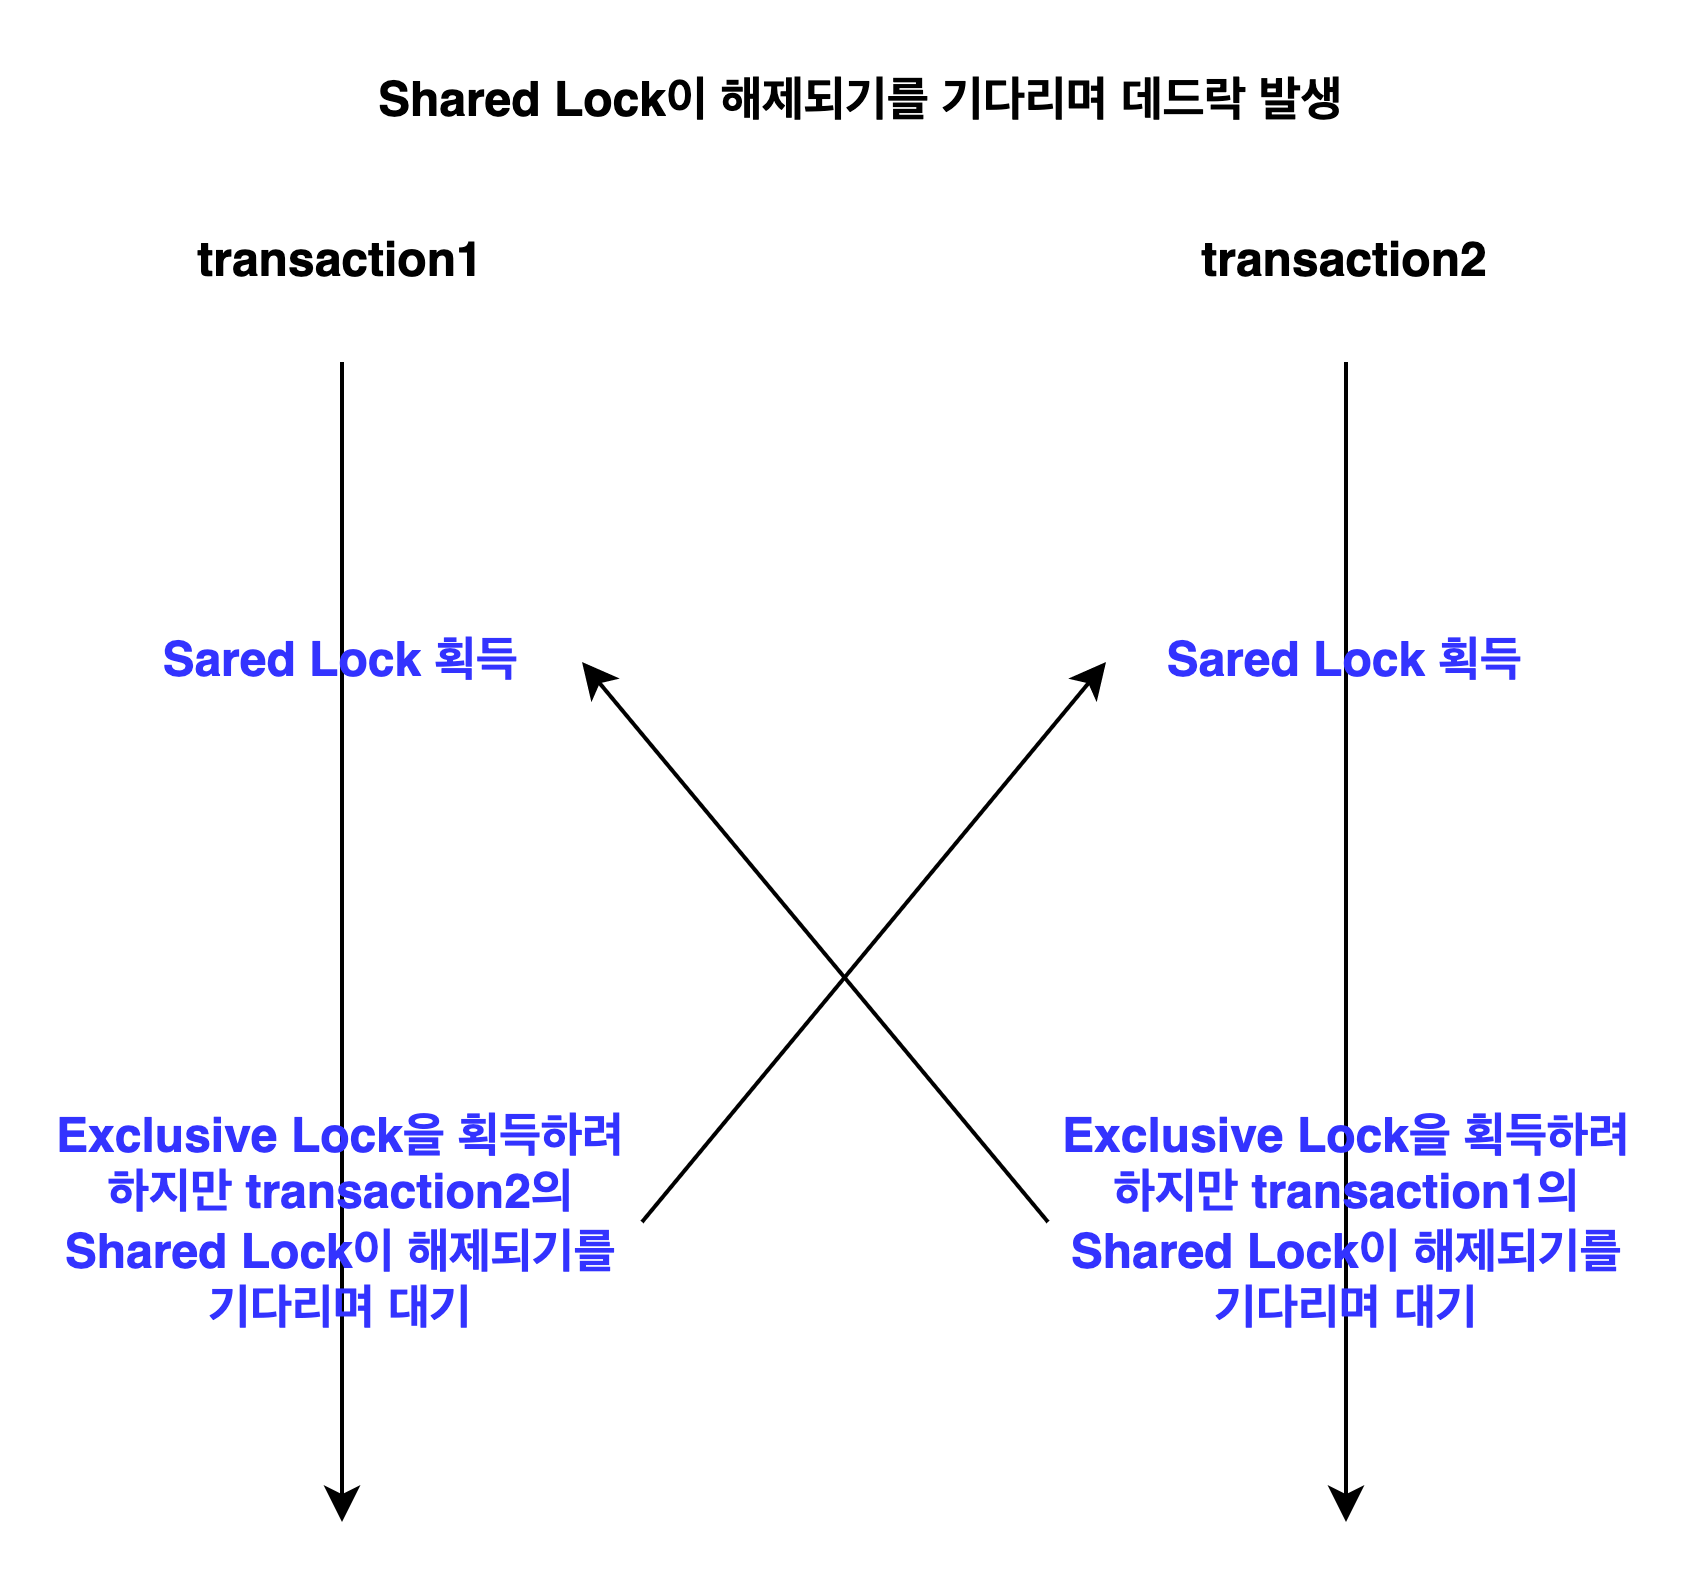 Shared Lock이 해제되기를 기다리며 데드락 발생
transaction1
transaction2
Sared Lock 획득
Sared Lock 획득
Exclusive Lock을 획득하려
하지만 transaction2의
Shared Lock이 해제되기를
기다리며 대기
Exclusive Lock을 획득하려
하지만 transaction1의
Shared Lock이 해제되기를
기다리며 대기